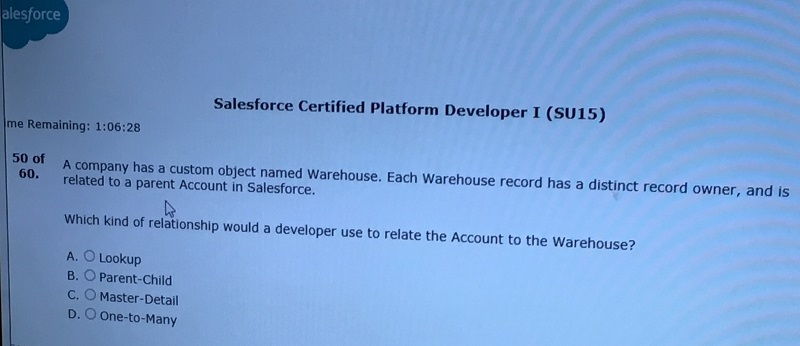 alesforce
Salesforce Certified Platform Developer I (SU15)
me Remaining: 1:06:28
50 of
60.
A company has a custom object named Warehouse. Each Warehouse record has a distinct record owner, and is
related to a parent Account in Salesforce.
Which kind of relationship would a developer use to relate the Account to the Warehouse?
A. Lookup
B. Parent-Child
C. Master-Detail
D. One-to-Many